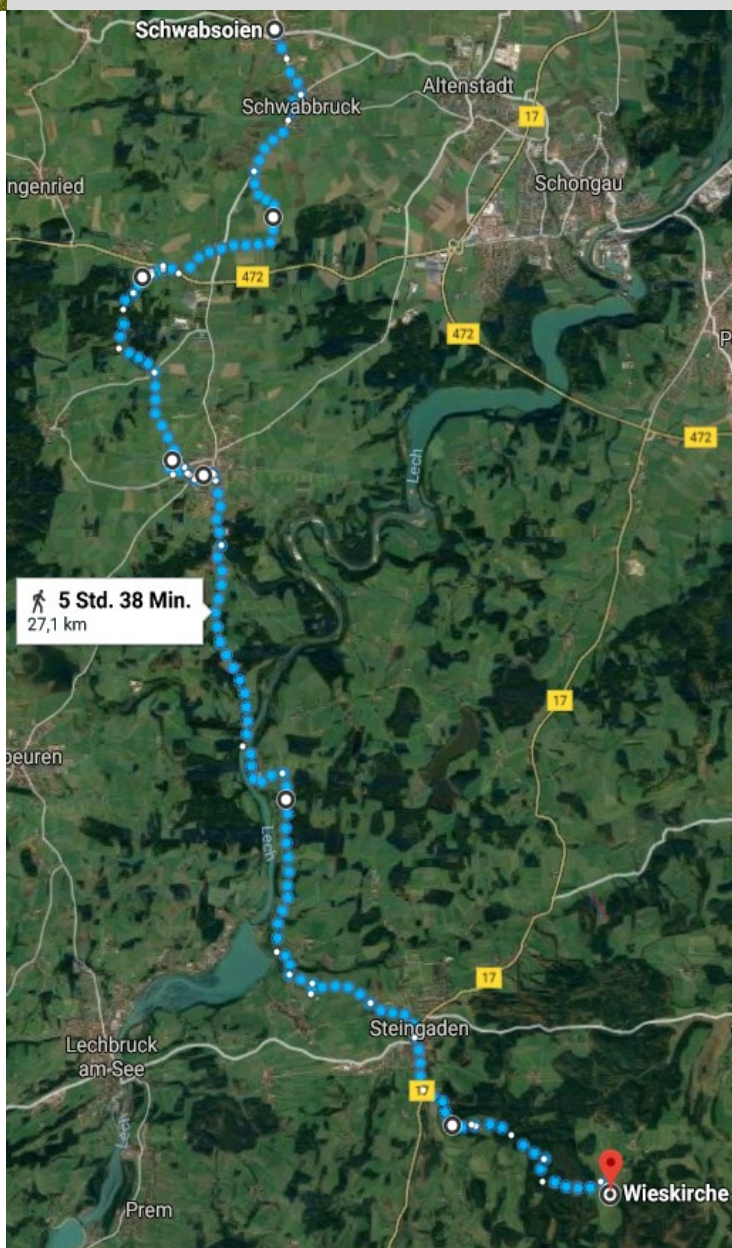 Schwabsoien
Altenstadt
Schwabbruck
17
ngenried
Schongau
472
472
P
472
Lech
5 Std. 38 Min.
27,1 km
17
beuren
Lech
17
Steingaden
Lechbruck
am See
17
Lech
Wieskirche
Prem